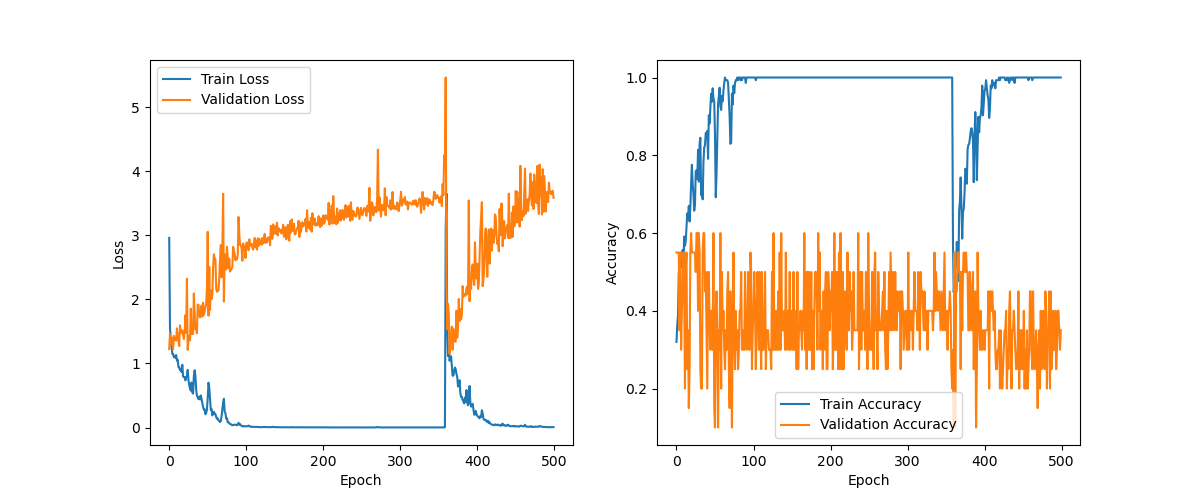 Train Loss
Validation Loss
5
4
3
2
1
0
Loss
0 100 200 300 400 500
Epoch
1.0
0.8
0.6
0.4
0.2
Accuracy
Train Accuracy
Validation Accuracy
0 100 200 300 400 500
Epoch